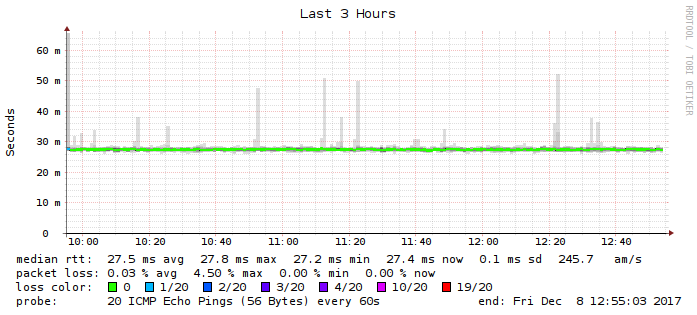 Last 3 Hours
RRDTOOL / TOBI OETIKER
Seconds
60 m
50 m
40 m
30 m
20 m
10 m
0
10:00 10:20 10:40 11:00 11:20 11:40 12:00 12:20 12:40
median rtt: 27.5 ms avg 27.8 ms max 27.2 ms min 27.4 ms now 0.1 ms sd 245.7 am/s
packet loss: 0.03 % avg 4.50 % max 0.00 % min 0.00 % now
loss color: 0 1/20 2/20 3/20 4/20 10/20 19/20
probe: 20 ICMP Echo Pings (56 Bytes) every 60s end: Fri Dec 8 12:55:03 2017